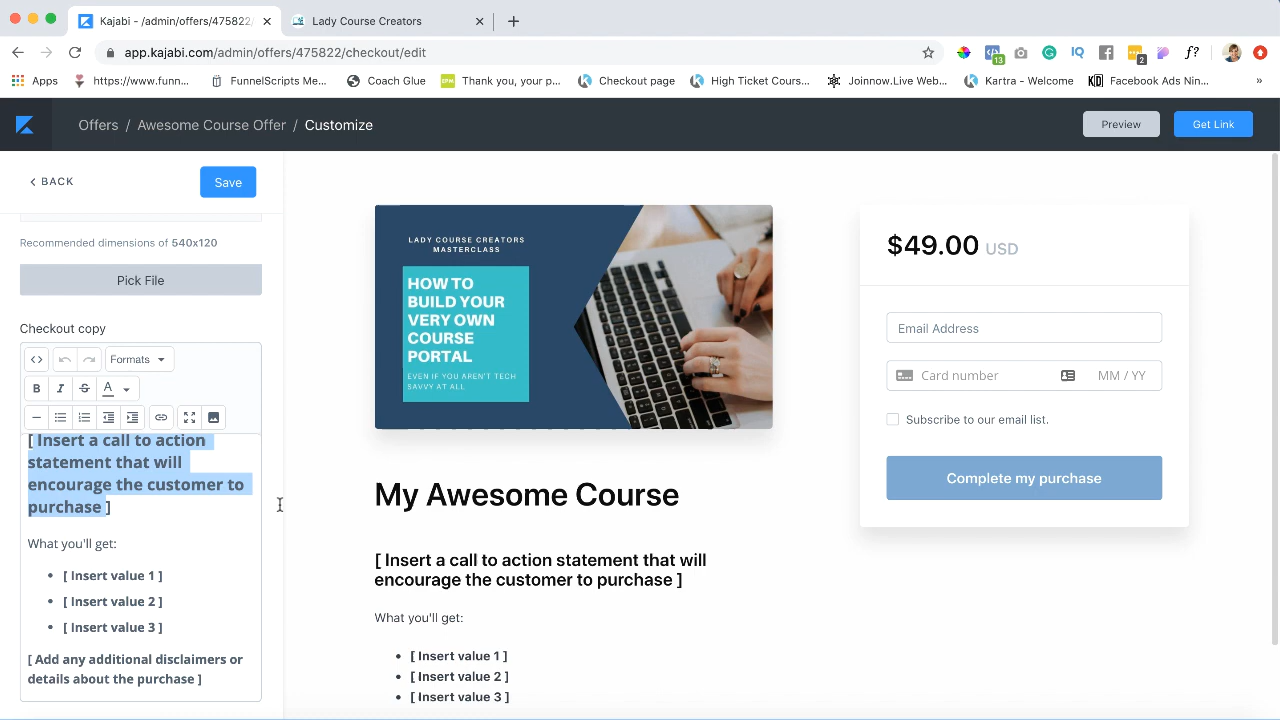 Kajabi - /admin/offers/475822/
Lady Course Creators
app.kajabi.com/admin/offers/475822/checkout/edit
13
2
Apps
https://www.funn...
FunnelScripts Me...
Coach Glue
Thank you, your p...
Checkout page
High Ticket Cours...
Joinnow.Live Web...
Kartra - Welcome
Facebook Ads Nin...
»
Offers / Awesome Course Offer / Customize
Preview
Get Link
BACK
Save
Recommended dimensions of 540x120
Pick File
Checkout copy
Formats
B I S A
[ Insert a call to action
statement that will
encourage the customer to
purchase ]
What you'll get:
• [ Insert value 1 ]
• [ Insert value 2 ]
• [ Insert value 3 ]
[ Add any additional disclaimers or
details about the purchase ]
LADY COURSE CREATORS
MASTERCLASS
HOW TO
BUILD YOUR
VERY OWN
COURSE
PORTAL
EVEN IF YOU AREN'T TECH
SAVVY AT ALL
My Awesome Course
[ Insert a call to action statement that will
encourage the customer to purchase ]
What you'll get:
• [ Insert value 1 ]
• [ Insert value 2 ]
• [ Insert value 3 ]
$49.00 USD
Email Address
Card number
MM / YY
Subscribe to our email list.
Complete my purchase